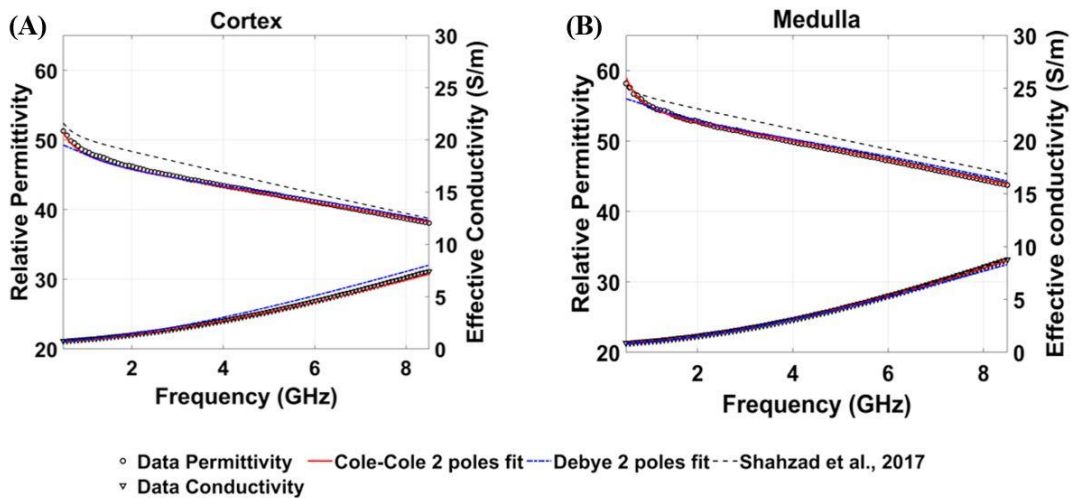 (A)
Cortex
60
50
40
30
20
30
25
20
15
10
5
0
2
4
6
8
Relative Permittivity
Effective Conductivity (S/m)
Frequency (GHz)
(B)
Medulla
60
50
40
30
20
30
25
20
15
10
5
0
2
4
6
8
Relative Permittivity
Effective conductivity (S/m)
Frequency (GHz)
Data Permittivity Cole-Cole 2 poles fit Debye 2 poles fit Shahzad et al., 2017
Data Conductivity